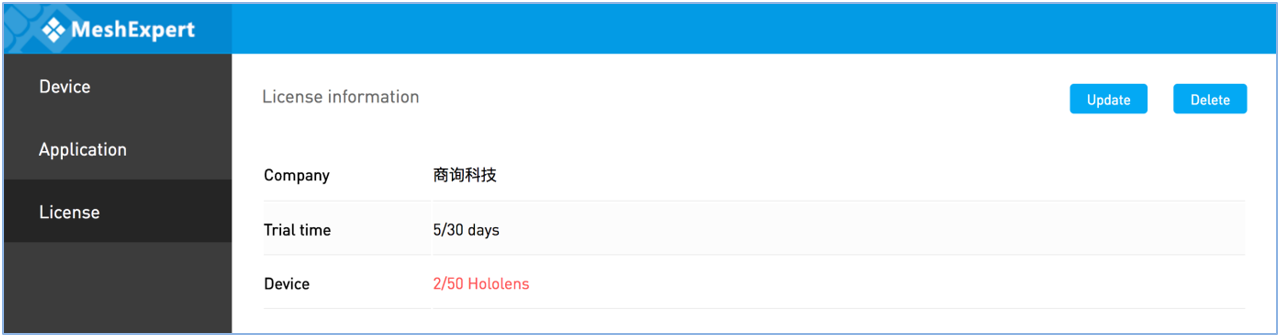 MeshExpert
Device
Application
License
License information
Update
Delete
Company 商询科技
Trial time 5/30 days
Device 2/50 Hololens